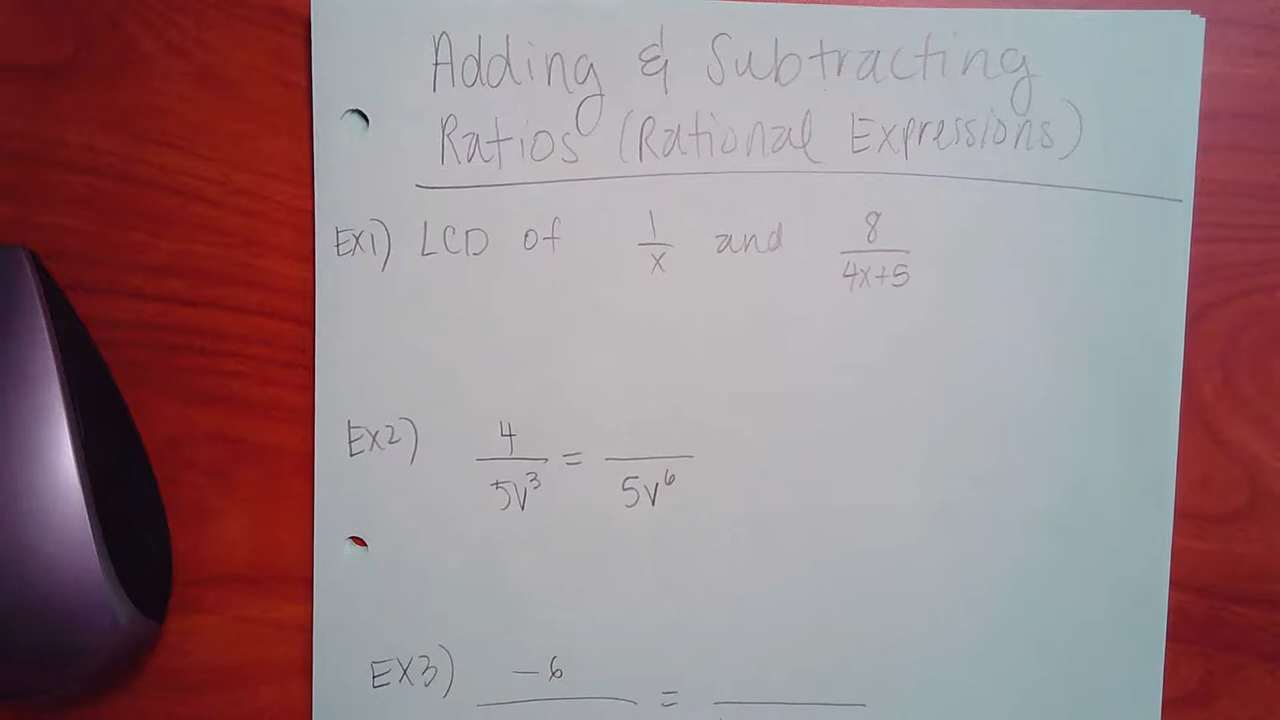 Adding & Subtracting
Ratios (Rational Expressions)
EX1) LCD of 1/x and 8/4x+5
EX2) 4/5v³ = /5v⁶
EX3) -6/ =